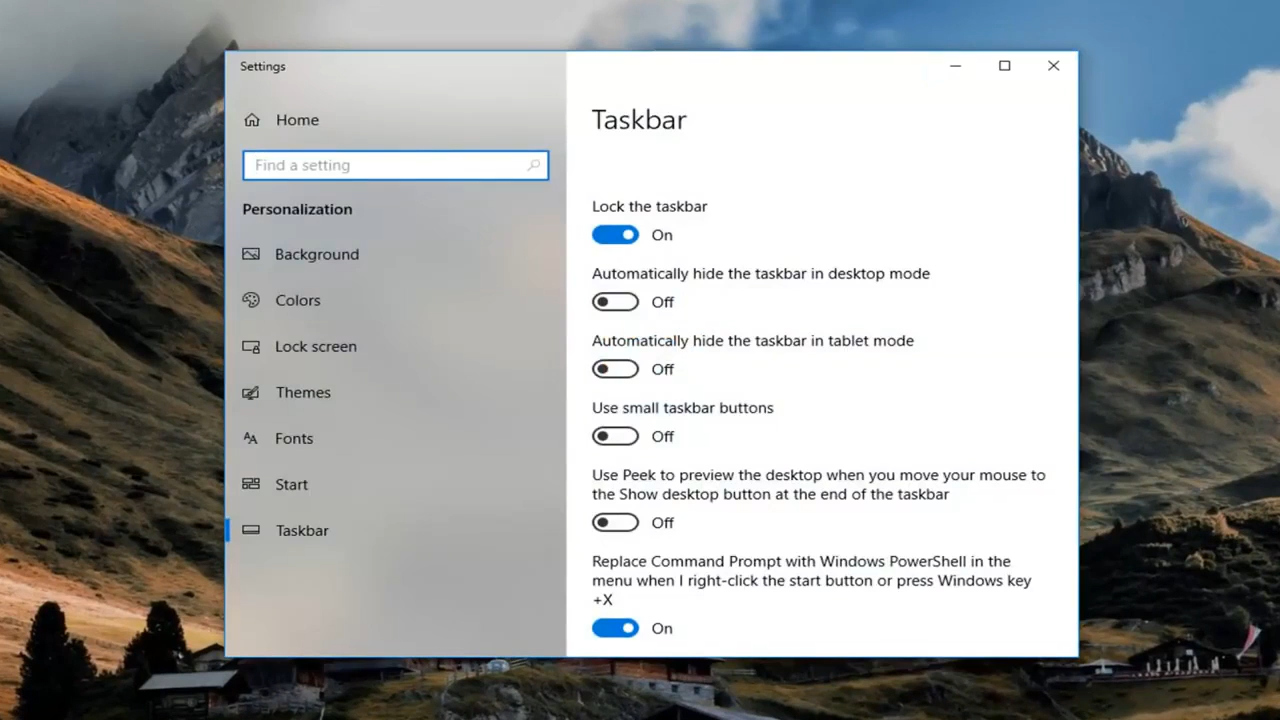 Settings
Home
Find a setting
Personalization
Background
Colors
Lock screen
Themes
Fonts
Start
Taskbar
Taskbar
Lock the taskbar
On
Automatically hide the taskbar in desktop mode
Off
Automatically hide the taskbar in tablet mode
Off
Use small taskbar buttons
Off
Use Peek to preview the desktop when you move your mouse to
the Show desktop button at the end of the taskbar
Off
Replace Command Prompt with Windows PowerShell in the
menu when I right-click the start button or press Windows key
+X
On